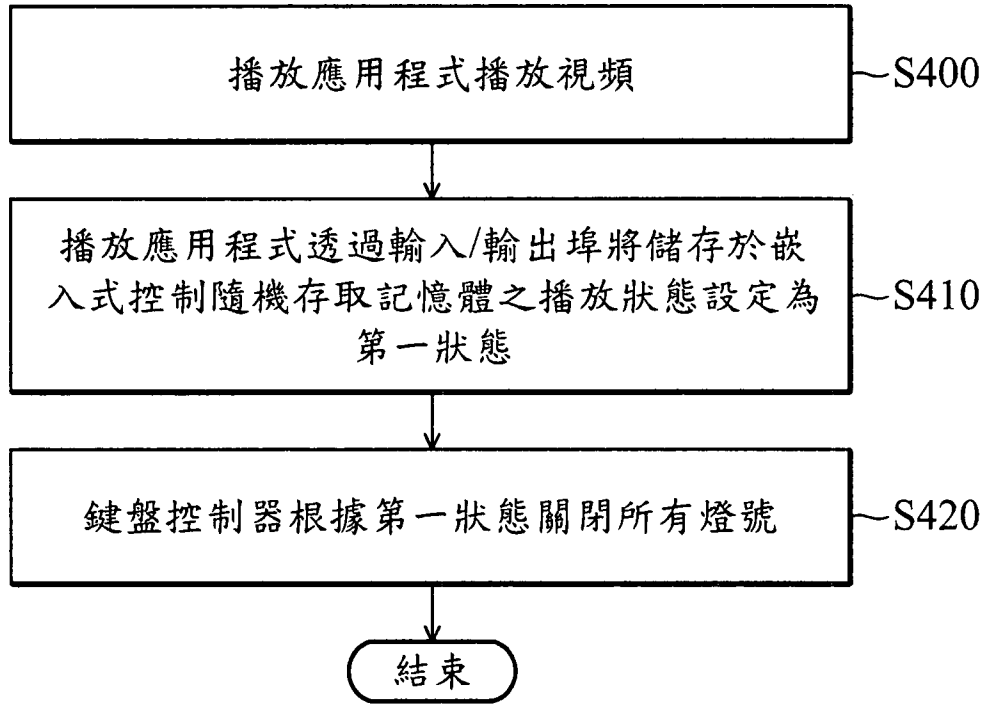 播放應用程式播放視頻
S400
播放應用程式透過輸入/輸出埠將儲存於嵌
入式控制隨機存取記憶體之播放狀態設定為
第一狀態
S410
鍵盤控制器根據第一狀態關閉所有燈號
S420
結束